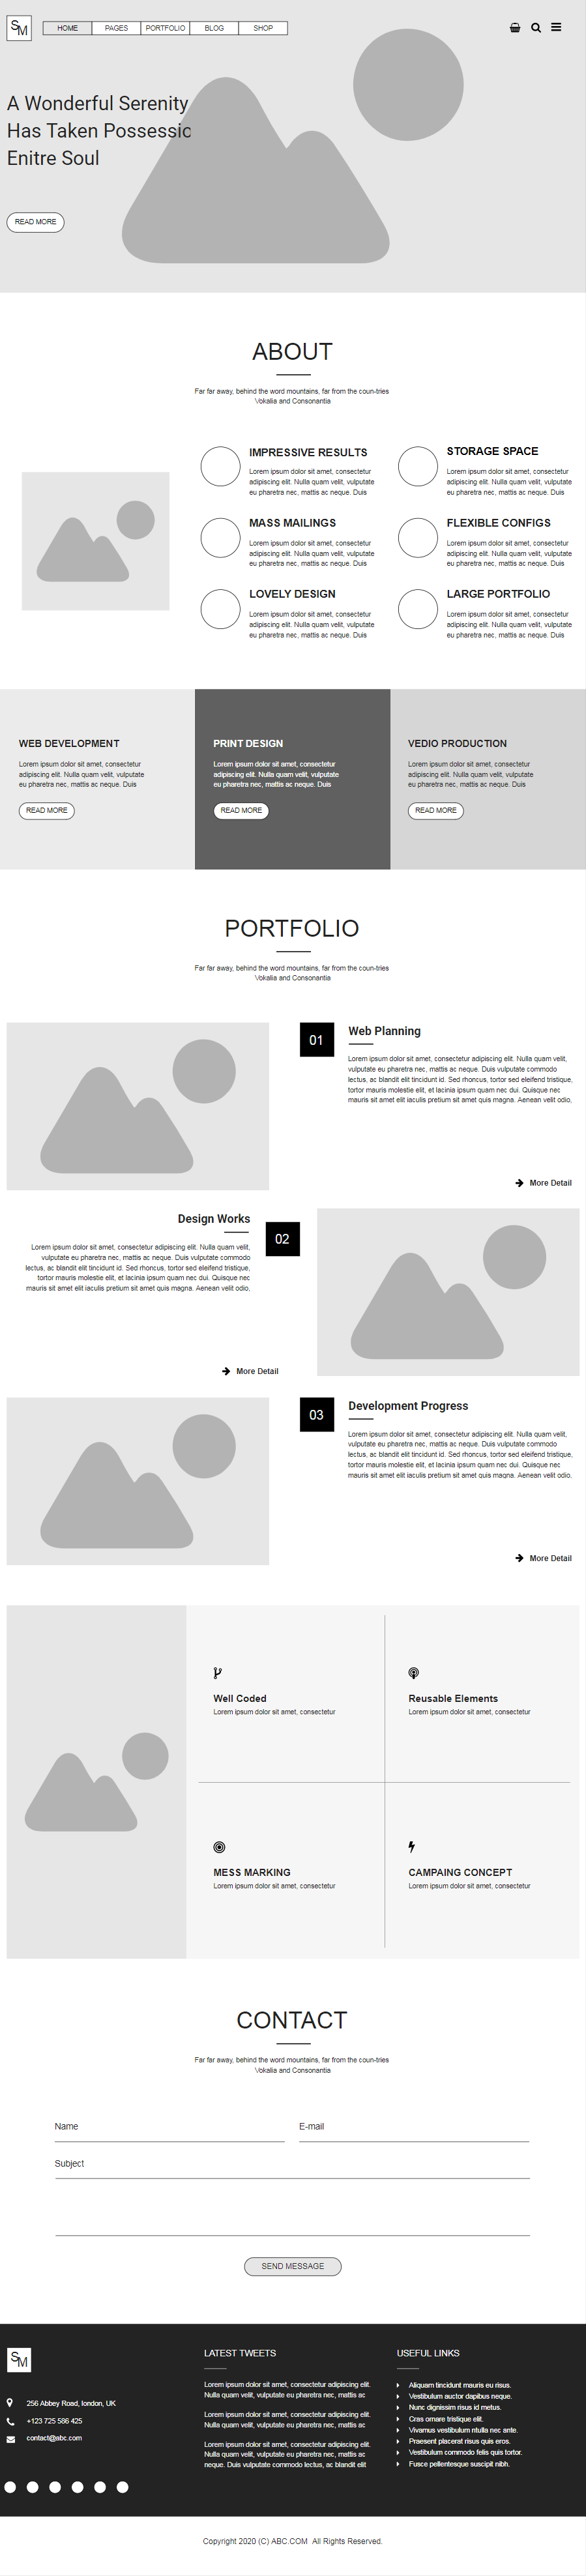 SM
HOME PAGES PORTFOLIO BLOG SHOP
A Wonderful Serenity
Has Taken Possessic
Enitre Soul
READ MORE
ABOUT
Far far away, behind the word mountains, far from the coun-tries
Vokalia and Consonantia
IMPRESSIVE RESULTS
Lorem ipsum dolor sit amet, consectetur
adipiscing elit. Nulla quam velit, vulputate
eu pharetra nec, mattis ac neque. Duis
STORAGE SPACE
Lorem ipsum dolor sit amet, consectetur
adipiscing elit. Nulla quam velit, vulputate
eu pharetra nec, mattis ac neque. Duis
MASS MAILINGS
Lorem ipsum dolor sit amet, consectetur
adipiscing elit. Nulla quam velit, vulputate
eu pharetra nec, mattis ac neque. Duis
FLEXIBLE CONFIGS
Lorem ipsum dolor sit amet, consectetur
adipiscing elit. Nulla quam velit, vulputate
eu pharetra nec, mattis ac neque. Duis
LOVELY DESIGN
Lorem ipsum dolor sit amet, consectetur
adipiscing elit. Nulla quam velit, vulputate
eu pharetra nec, mattis ac neque. Duis
LARGE PORTFOLIO
Lorem ipsum dolor sit amet, consectetur
adipiscing elit. Nulla quam velit, vulputate
eu pharetra nec, mattis ac neque. Duis
WEB DEVELOPMENT
Lorem ipsum dolor sit amet, consectetur
adipiscing elit. Nulla quam velit, vulputate
eu pharetra nec, mattis ac neque. Duis
READ MORE
PRINT DESIGN
Lorem ipsum dolor sit amet, consectetur
adipiscing elit. Nulla quam velit, vulputate
eu pharetra nec, mattis ac neque. Duis
READ MORE
VEDIO PRODUCTION
Lorem ipsum dolor sit amet, consectetur
adipiscing elit. Nulla quam velit, vulputate
eu pharetra nec, mattis ac neque. Duis
READ MORE
PORTFOLIO
Far far away, behind the word mountains, far from the coun-tries
Vokalia and Consonantia
01
Web Planning
Lorem ipsum dolor sit amet, consectetur adipiscing elit. Nulla quam velit,
vulputate eu pharetra nec, mattis ac neque. Duis vulputate commodo
lectus, ac blandit elit tincidunt id. Sed rhoncus, tortor sed eleifend tristique,
tortor mauris molestie elit, et lacinia ipsum quam nec dui. Quisque nec
mauris sit amet elit iaculis pretium sit amet quis magna. Aenean velit odio,
More Detail
Design Works
02
Lorem ipsum dolor sit amet, consectetur adipiscing elit. Nulla quam velit,
vulputate eu pharetra nec, mattis ac neque. Duis vulputate commodo
lectus, ac blandit elit tincidunt id. Sed rhoncus, tortor sed eleifend tristique,
tortor mauris molestie elit, et lacinia ipsum quam nec dui. Quisque nec
mauris sit amet elit iaculis pretium sit amet quis magna. Aenean velit odio,
More Detail
03
Development Progress
Lorem ipsum dolor sit amet, consectetur adipiscing elit. Nulla quam velit,
vulputate eu pharetra nec, mattis ac neque. Duis vulputate commodo
lectus, ac blandit elit tincidunt id. Sed rhoncus, tortor sed eleifend tristique,
tortor mauris molestie elit, et lacinia ipsum quam nec dui. Quisque nec
mauris sit amet elit iaculis pretium sit amet quis magna. Aenean velit odio,
More Detail
Well Coded
Lorem ipsum dolor sit amet, consectetur
Reusable Elements
Lorem ipsum dolor sit amet, consectetur
MESS MARKING
Lorem ipsum dolor sit amet, consectetur
CAMPAING CONCEPT
Lorem ipsum dolor sit amet, consectetur
CONTACT
Far far away, behind the word mountains, far from the coun-tries
Vokalia and Consonantia
Name
E-mail
Subject
SEND MESSAGE
SM
256 Abbey Road, london, UK
+123 725 586 425
contact@abc.com
LATEST TWEETS
Lorem ipsum dolor sit amet, consectetur adipiscing elit.
Nulla quam velit, vulputate eu pharetra nec, mattis ac
Lorem ipsum dolor sit amet, consectetur adipiscing elit.
Nulla quam velit, vulputate eu pharetra nec, mattis ac
Lorem ipsum dolor sit amet, consectetur adipiscing elit.
Nulla quam velit, vulputate eu pharetra nec, mattis ac
neque. Duis vulputate commodo lectus, ac blandit elit
USEFUL LINKS
Aliquam tincidunt mauris eu risus.
Vestibulum auctor dapibus neque.
Nunc dignissim risus id metus.
Cras ornare tristique elit.
Vivamus vestibulum ntulla nec ante.
Praesent placerat risus quis eros.
Vestibulum commodo felis quis tortor.
Fusce pellentesque suscipit nibh.
Copyright 2020 (C) ABC.COM All Rights Reserved.